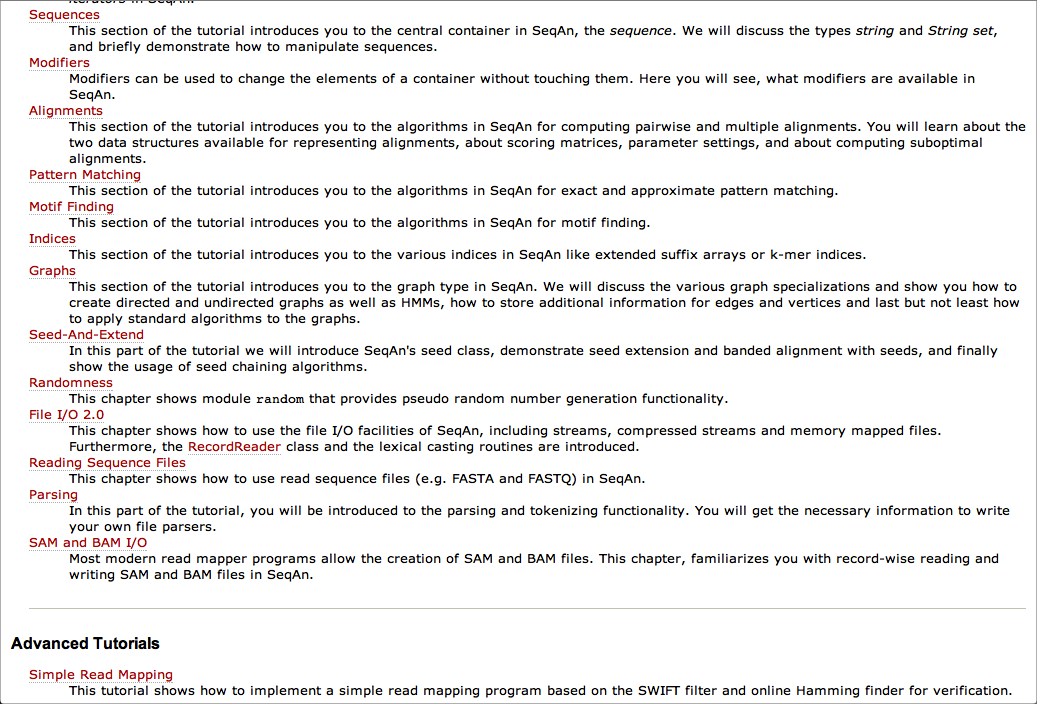 iterators in SeqAn.
Sequences
This section of the tutorial introduces you to the central container in SeqAn, the sequence. We will discuss the types string and String set,
and briefly demonstrate how to manipulate sequences.
Modifiers
Modifiers can be used to change the elements of a container without touching them. Here you will see, what modifiers are available in
SeqAn.
Alignments
This section of the tutorial introduces you to the algorithms in SeqAn for computing pairwise and multiple alignments. You will learn about the
two data structures available for representing alignments, about scoring matrices, parameter settings, and about computing suboptimal
alignments.
Pattern Matching
This section of the tutorial introduces you to the algorithms in SeqAn for exact and approximate pattern matching.
Motif Finding
This section of the tutorial introduces you to the algorithms in SeqAn for motif finding.
Indices
This section of the tutorial introduces you to the various indices in SeqAn like extended suffix arrays or k-mer indices.
Graphs
This section of the tutorial introduces you to the graph type in SeqAn. We will discuss the various graph specializations and show you how to
create directed and undirected graphs as well as HMMs, how to store additional information for edges and vertices and last but not least how
to apply standard algorithms to the graphs.
Seed-And-Extend
In this part of the tutorial we will introduce SeqAn's seed class, demonstrate seed extension and banded alignment with seeds, and finally
show the usage of seed chaining algorithms.
Randomness
This chapter shows module random that provides pseudo random number generation functionality.
File I/O 2.0
This chapter shows how to use the file I/O facilities of SeqAn, including streams, compressed streams and memory mapped files.
Furthermore, the RecordReader class and the lexical casting routines are introduced.
Reading Sequence Files
This chapter shows how to use read sequence files (e.g. FASTA and FASTQ) in SeqAn.
Parsing
In this part of the tutorial, you will be introduced to the parsing and tokenizing functionality. You will get the necessary information to write
your own file parsers.
SAM and BAM I/O
Most modern read mapper programs allow the creation of SAM and BAM files. This chapter, familiarizes you with record-wise reading and
writing SAM and BAM files in SeqAn.
Advanced Tutorials
Simple Read Mapping
This tutorial shows how to implement a simple read mapping program based on the SWIFT filter and online Hamming finder for verification.